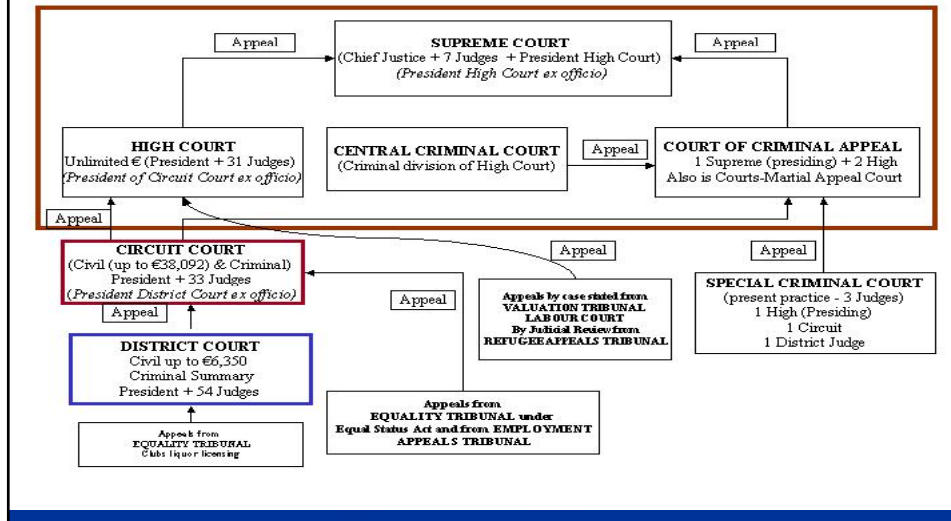 Appeal
SUPREME COURT
(Chief Justice + 7 Judges + President High Court)
(President High Court ex officio)
Appeal
HIGH COURT
Unlimited € (President + 31 Judges)
(President of Circuit Court ex officio)
CENTRAL CRIMINAL COURT
(Criminal division of High Court)
Appeal
COURT OF CRIMINAL APPEAL
1 Supreme (presiding) + 2 High
Also is Courts-Martial Appeal Court
Appeal
CIRCUIT COURT
(Civil (up to €38,092) & Criminal)
President + 33 Judges
(President District Court ex officio)
Appeal
Appeal
Appeal
Appeals by case stated from
VALUATION TRIBUNAL
LABOUR COURT
By Judicial Review from
REFUGEE APPEALS TRIBUNAL
Appeal
SPECIAL CRIMINAL COURT
(present practice - 3 Judges)
1 High (Presiding)
1 Circuit
1 District Judge
DISTRICT COURT
Civil up to €6,350
Criminal Summary
President + 54 Judges
Appeals from
EQUALITY TRIBUNAL
Clubs liquor licensing
Appeals from
EQUALITY TRIBUNAL under
Equal Status Act and from EMPLOYMENT
APPEALS TRIBUNAL